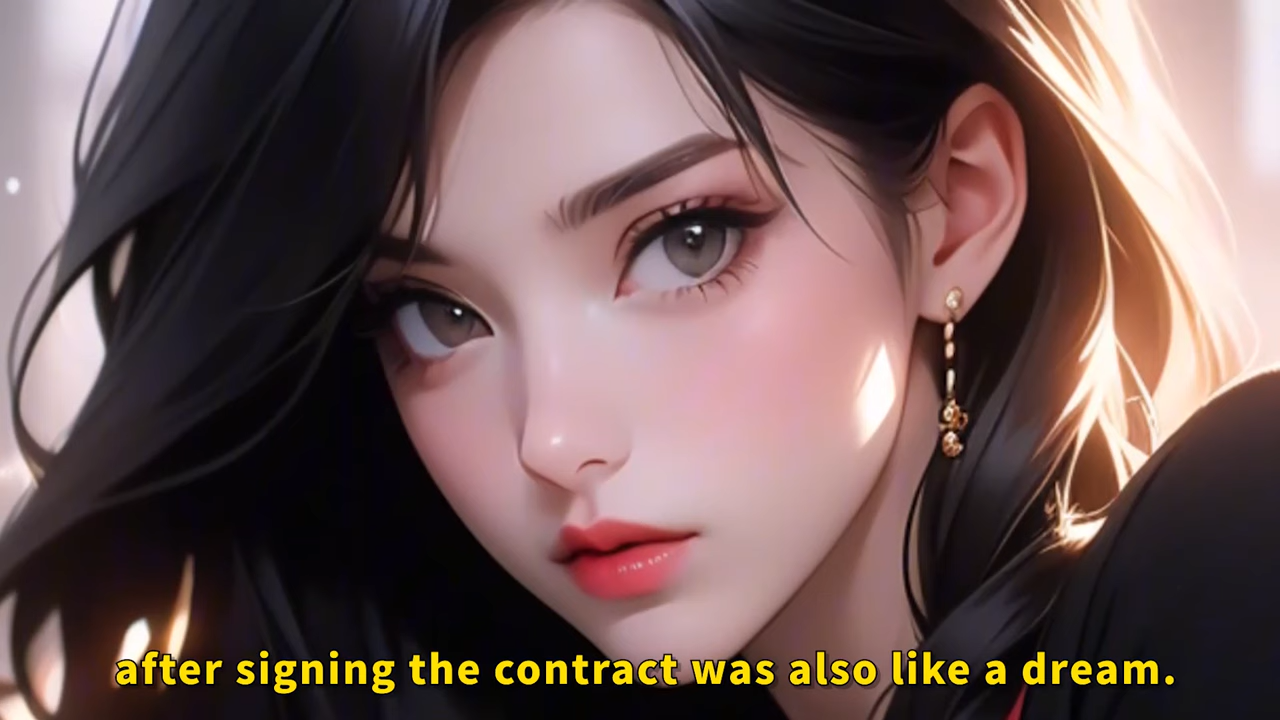 after signing the contract was also like a dream.